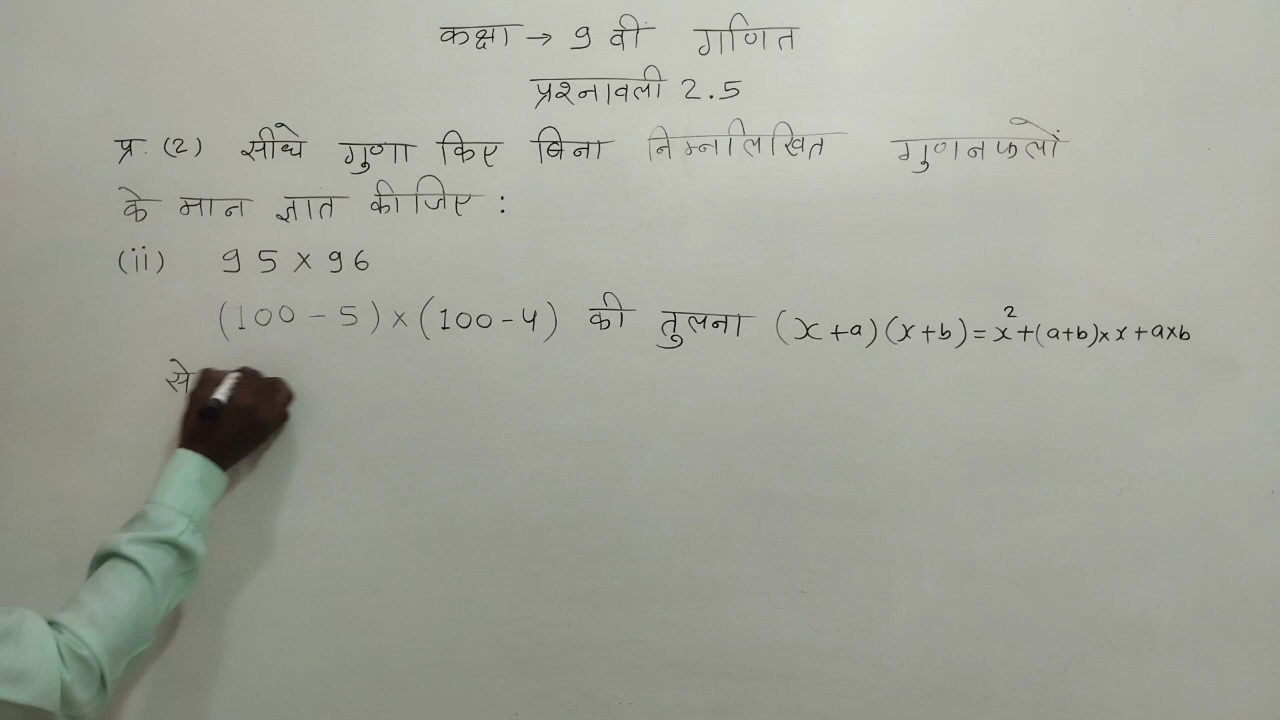 कक्षा → 9 वीं गणित
प्रश्नावली 2.5
प्र. (2) सीधे गुणा किए बिना निम्नलिखित गुणनफलों
के मान ज्ञात कीजिए :
(ii) 95 × 96
(100 - 5) × (100 - 4) की तुलना (x + a) (x + b) = x² + (a+b) × x + a × b
से